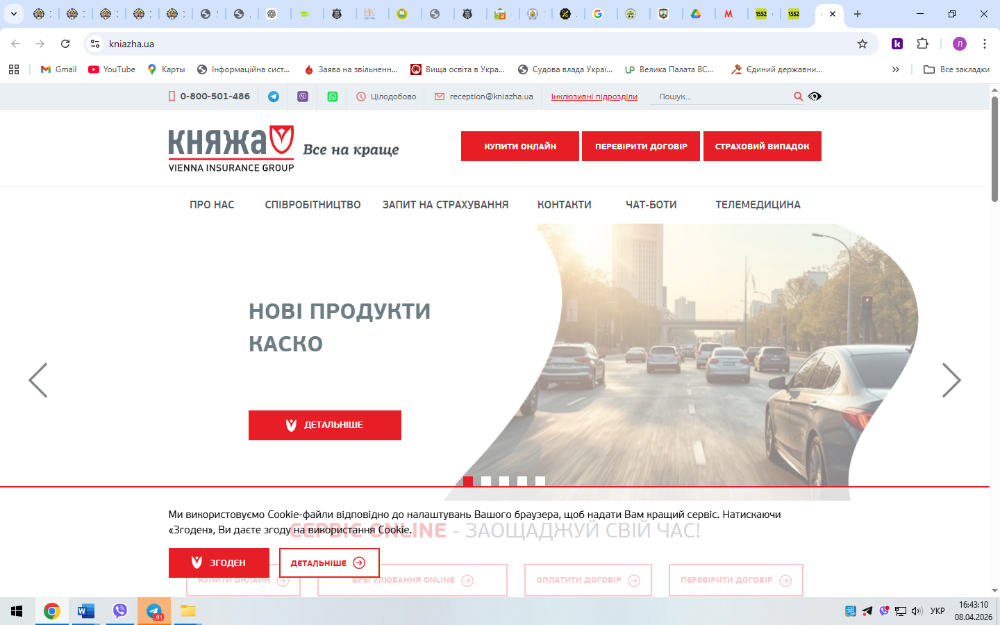 kniazha.ua
Gmail
YouTube
Карты
Інформаційна сист...
Заява на звільненн...
Вища освіта в Укра...
Судова влада Украї...
Велика Палата ВС...
Єдиний державни...
Все закладки
0-800-501-486
Цілодобово
reception@kniazha.ua
Інклюзивні підрозділи
Пошук...
КНЯЖА
VIENNA INSURANCE GROUP
Все на краще
КУПИТИ ОНЛАЙН
ПЕРЕВІРИТИ ДОГОВІР
СТРАХОВИЙ ВИПАДОК
ПРО НАС
СПІВРОБІТНИЦТВО
ЗАПИТ НА СТРАХУВАННЯ
КОНТАКТИ
ЧАТ-БОТИ
ТЕЛЕМЕДИЦИНА
НОВІ ПРОДУКТИ
КАСКО
ДЕТАЛЬНІШЕ
Ми використовуємо Cookie-файли відповідно до налаштувань Вашого браузера, щоб надати Вам кращий сервіс. Натискаючи
«Згоден», Ви даєте згоду на використання Cookie.
СЕРВІС ONLINE - ЗАОЩАДЖУЙ СВІЙ ЧАС!
ЗГОДЕН
ДЕТАЛЬНІШЕ
КУПИТИ ОНЛАЙН
ВРЕГУЛЮВАННЯ ONLINE
ОПЛАТИТИ ДОГОВІР
ПЕРЕВІРИТИ ДОГОВІР
УКР
16:43:10
08.04.2026